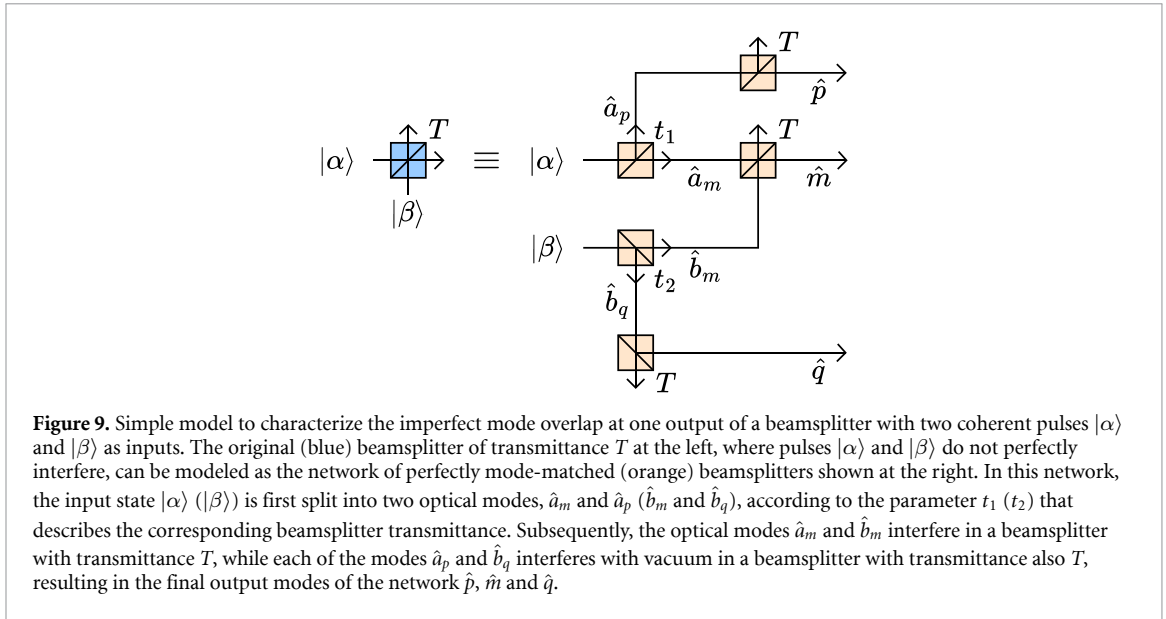 T
p̂
â_p
t₁
T
T
|α⟩
≡
|α⟩
â_m
m̂
|β⟩
|β⟩
b̂_m
t₂
b̂_q
q̂
T
Figure 9. Simple model to characterize the imperfect mode overlap at one output of a beamsplitter with two coherent pulses |α⟩
and |β⟩ as inputs. The original (blue) beamsplitter of transmittance T at the left, where pulses |α⟩ and |β⟩ do not perfectly
interfere, can be modeled as the network of perfectly mode-matched (orange) beamsplitters shown at the right. In this network,
the input state |α⟩ (|β⟩) is first split into two optical modes, â_m and â_p (b̂_m and b̂_q), according to the parameter t₁ (t₂) that
describes the corresponding beamsplitter transmittance. Subsequently, the optical modes â_m and b̂_m interfere in a beamsplitter
with transmittance T, while each of the modes â_p and b̂_q interferes with vacuum in a beamsplitter with transmittance also T,
resulting in the final output modes of the network p̂, m̂ and q̂.